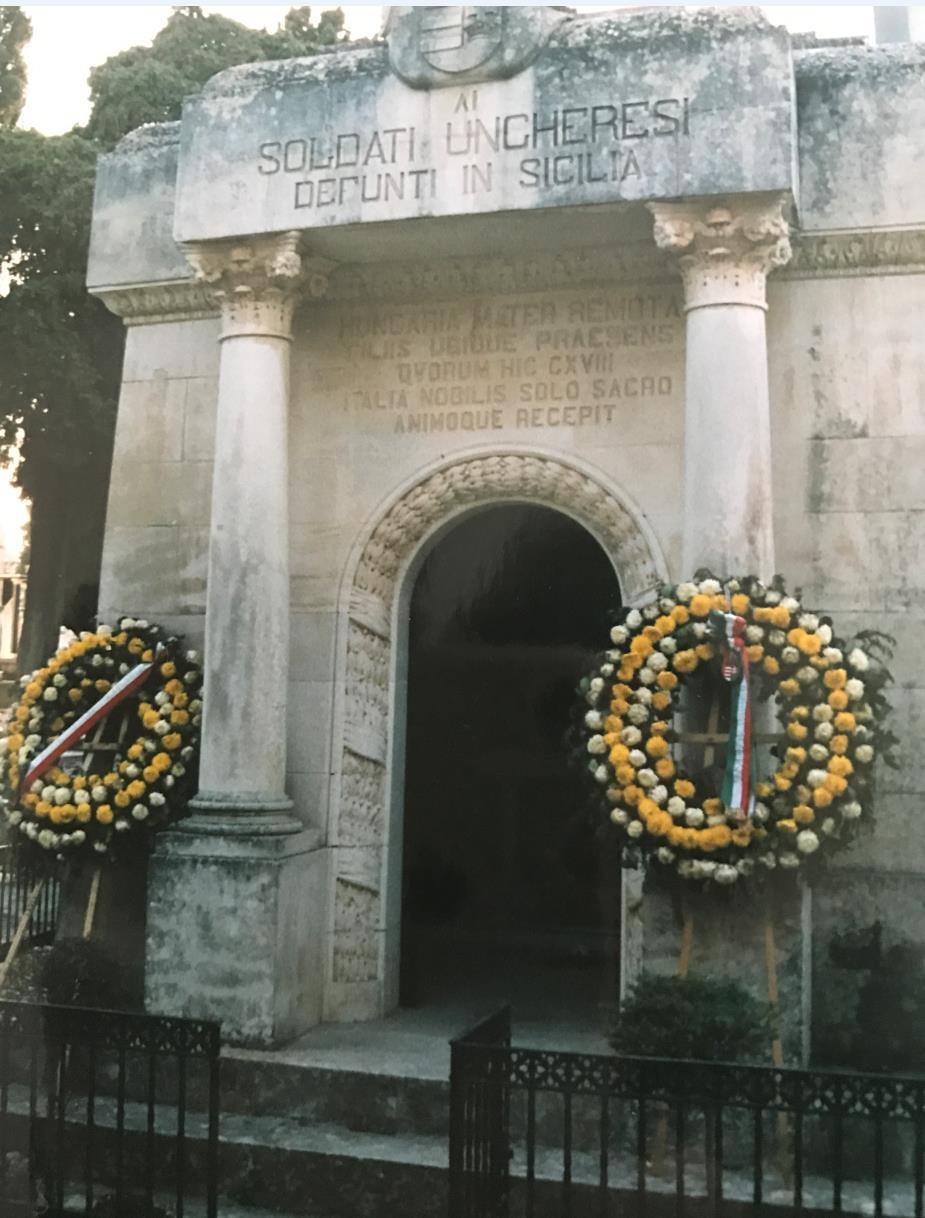 AI
SOLDATI UNGHERESI
DEFUNTI IN SICILIA
HUNGARIA MATER REMOTA
FILIIS UBIQUE PRAESENS
QVORUM HIC CXVIII
ITALIA NOBILIS SOLO SACRO
ANIMOQUE RECEPIT